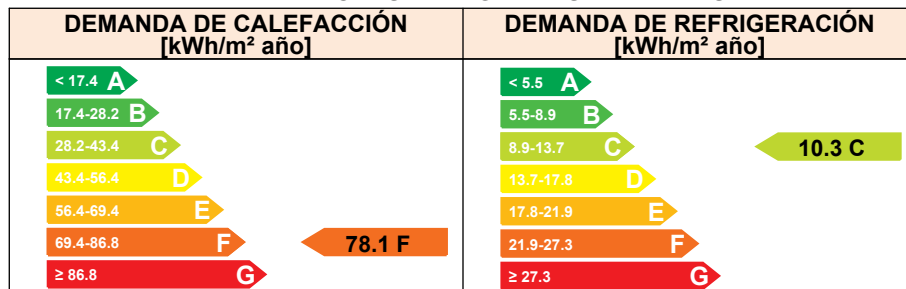 DEMANDA DE CALEFACCIÓN
[kWh/m² año]
DEMANDA DE REFRIGERACIÓN
[kWh/m² año]
< 17.4 A
17.4-28.2 B
28.2-43.4 C
43.4-56.4 D
56.4-69.4 E
69.4-86.8 F
78.1 F
≥ 86.8 G
< 5.5 A
5.5-8.9 B
8.9-13.7 C
10.3 C
13.7-17.8 D
17.8-21.9 E
21.9-27.3 F
≥ 27.3 G